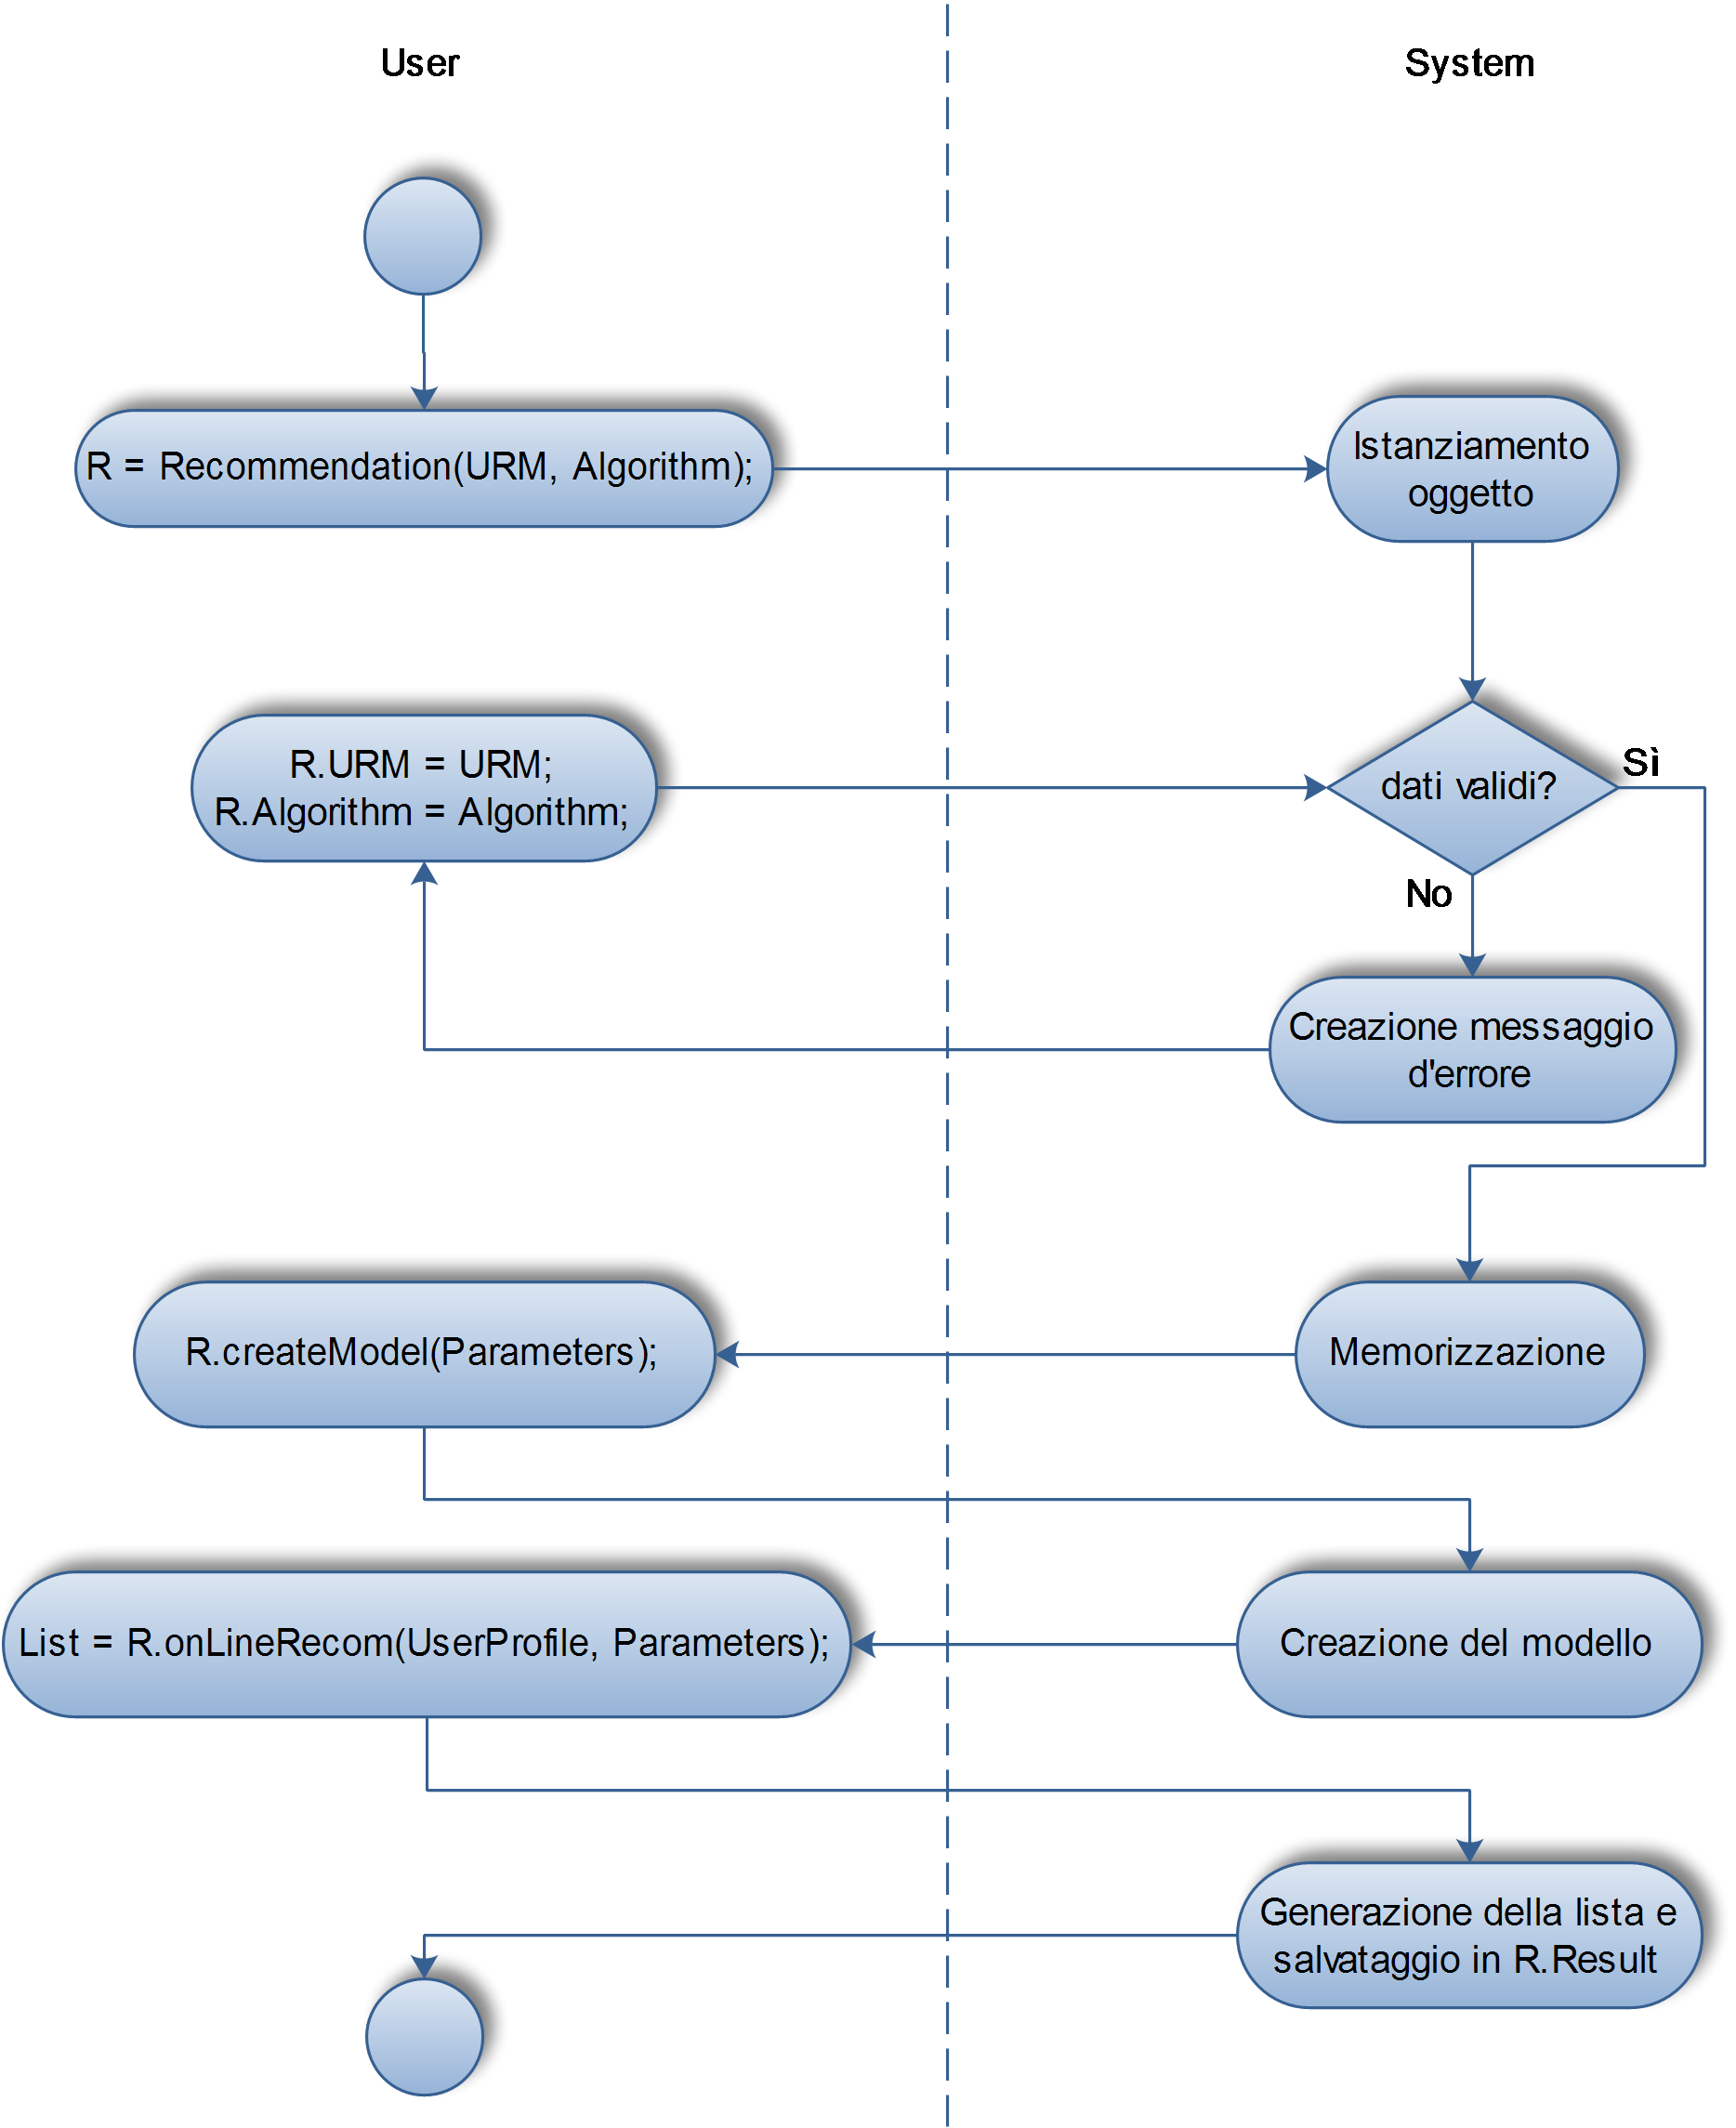 User
System
R = Recommendation(URM, Algorithm);
Istanziamento
oggetto
R.URM = URM;
R.Algorithm = Algorithm;
dati validi?
Sì
No
Creazione messaggio
d'errore
R.createModel(Parameters);
Memorizzazione
List = R.onLineRecom(UserProfile, Parameters);
Creazione del modello
Generazione della lista e
salvataggio in R.Result